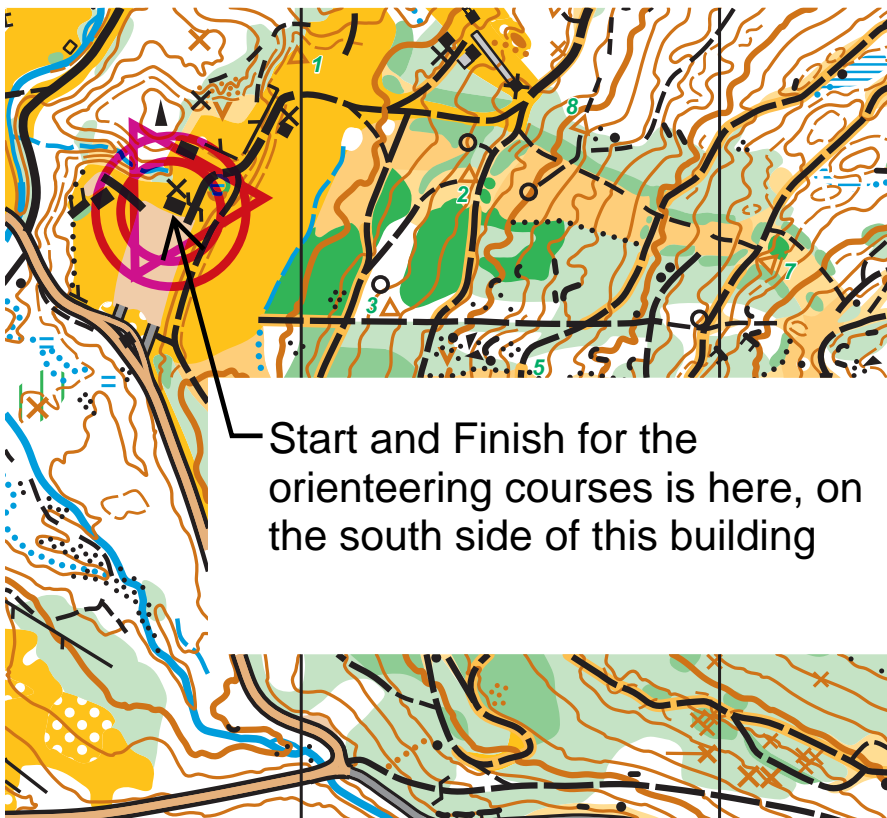 1
8
2
7
3
5
Start and Finish for the
orienteering courses is here, on
the south side of this building